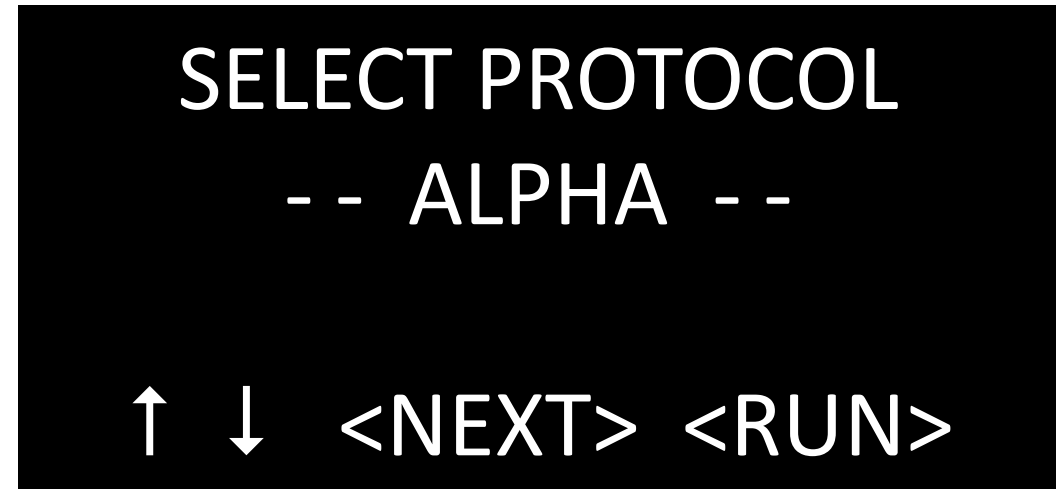 SELECT PROTOCOL
- - ALPHA - -
↑ ↓ <NEXT> <RUN>